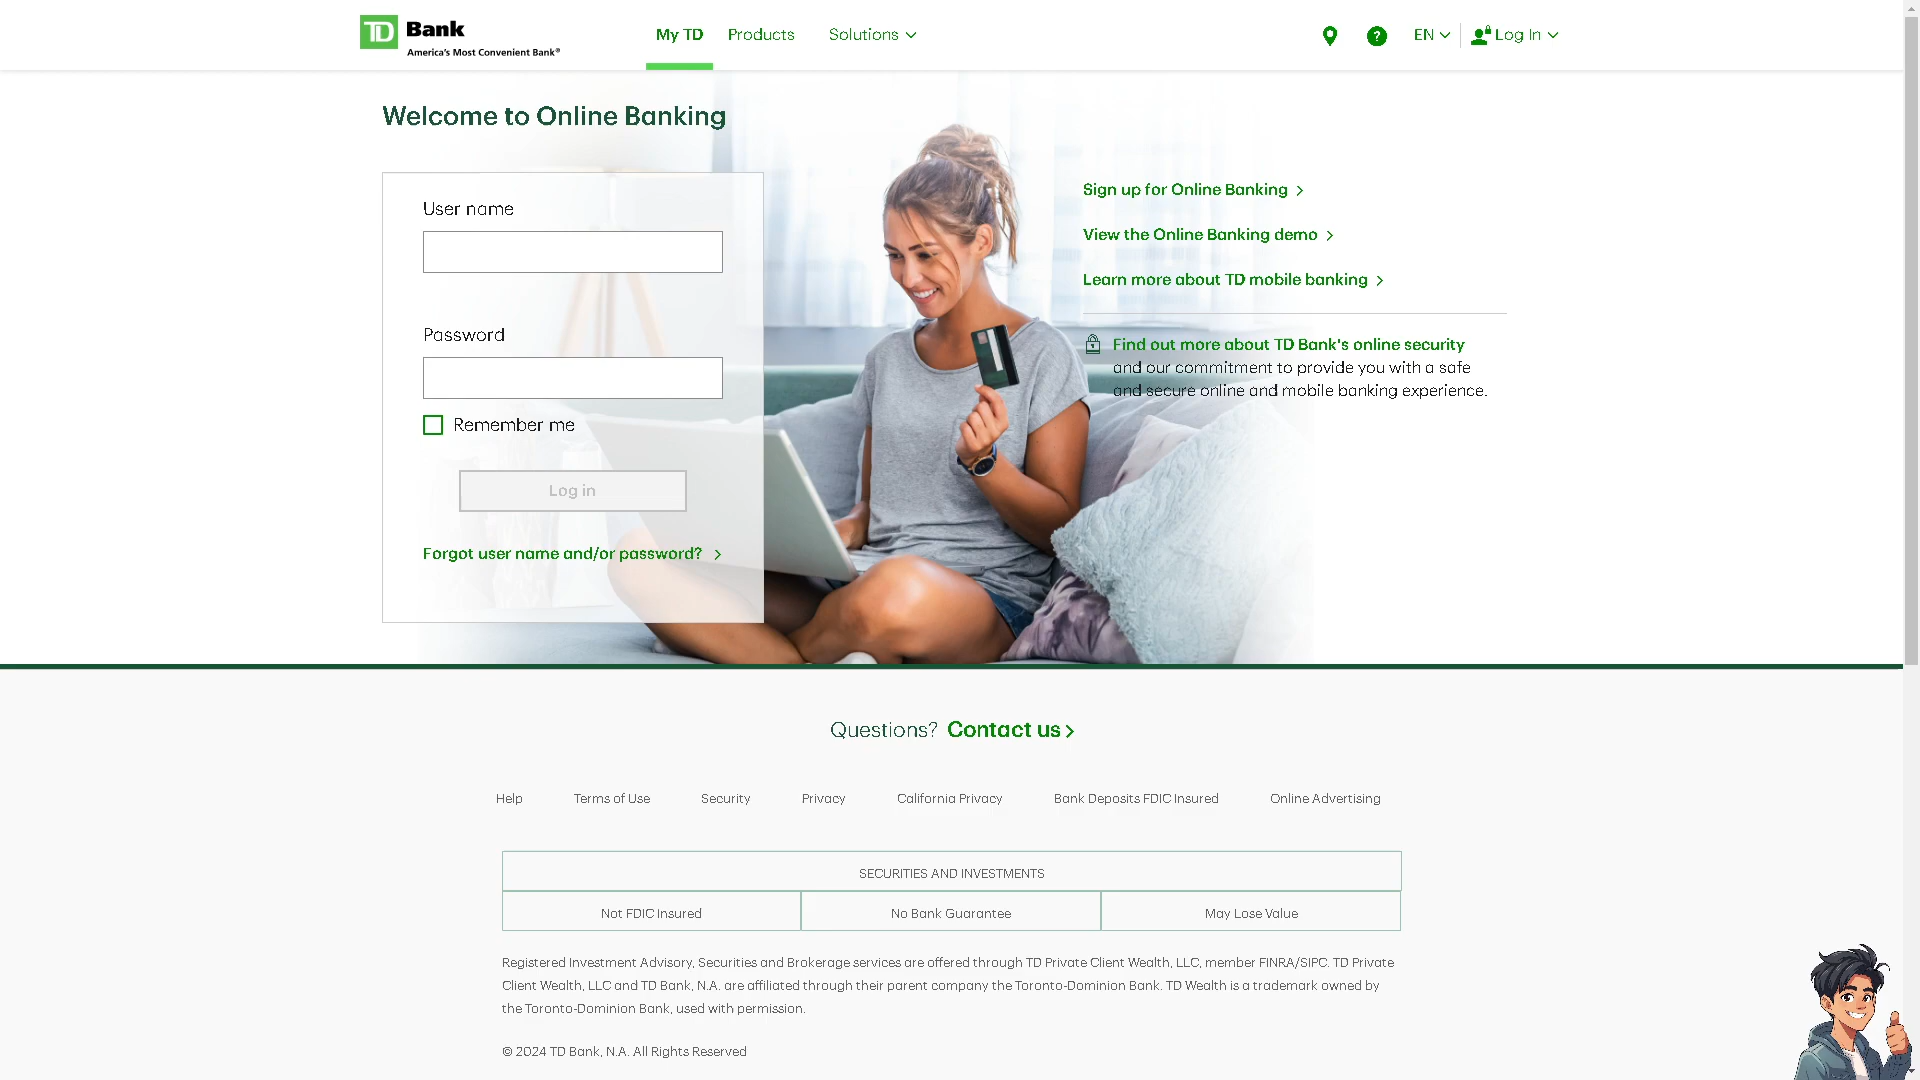 TD Bank
America's Most Convenient Bank®
My TD
Products
Solutions
?
EN
Log In
Welcome to Online Banking
User name
Password
Remember me
Log in
Forgot user name and/or password?
Sign up for Online Banking
View the Online Banking demo
Learn more about TD mobile banking
Find out more about TD Bank's online security
and our commitment to provide you with a safe
and secure online and mobile banking experience.
Questions? Contact us
Help
Terms of Use
Security
Privacy
California Privacy
Bank Deposits FDIC Insured
Online Advertising
SECURITIES AND INVESTMENTS
Not FDIC Insured
No Bank Guarantee
May Lose Value
Registered Investment Advisory, Securities and Brokerage services are offered through TD Private Client Wealth, LLC, member FINRA/SIPC. TD Private
Client Wealth, LLC and TD Bank, N.A. are affiliated through their parent company the Toronto-Dominion Bank. TD Wealth is a trademark owned by
the Toronto-Dominion Bank, used with permission.
© 2024 TD Bank, N.A. All Rights Reserved